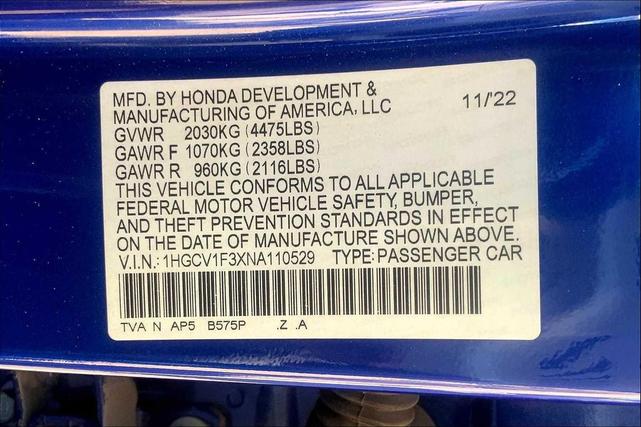 MFD. BY HONDA DEVELOPMENT &
MANUFACTURING OF AMERICA, LLC 11/'22
GVWR 2030KG (4475LBS)
GAWR F 1070KG (2358LBS)
GAWR R 960KG (2116LBS)
THIS VEHICLE CONFORMS TO ALL APPLICABLE
FEDERAL MOTOR VEHICLE SAFETY, BUMPER,
AND THEFT PREVENTION STANDARDS IN EFFECT
ON THE DATE OF MANUFACTURE SHOWN ABOVE.
V.I.N.: 1HGCV1F3XNA110529 TYPE: PASSENGER CAR
TVA N AP5 B575P .Z .A